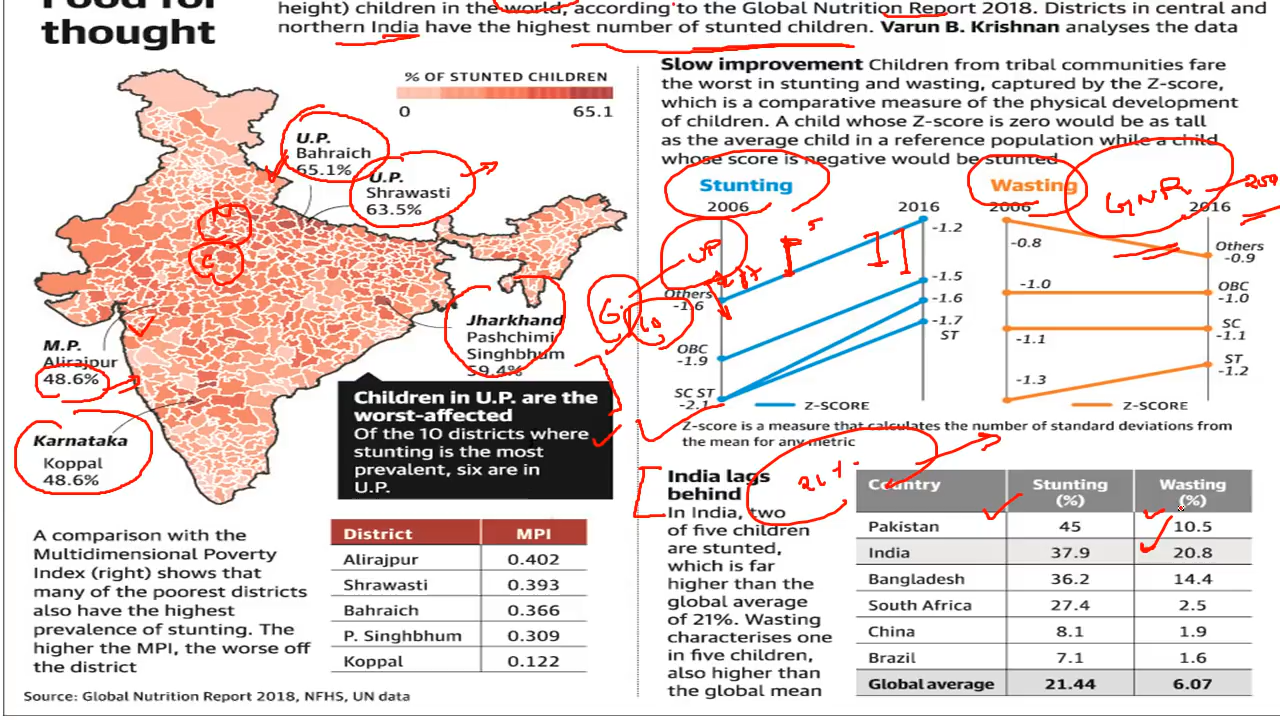 Food for
thought
height) children in the world, according to the Global Nutrition Report 2018. Districts in central and
northern India have the highest number of stunted children. Varun B. Krishnan analyses the data
% OF STUNTED CHILDREN
0 65.1
U.P.
Bahraich
65.1%
U.P.
Shrawasti
63.5%
N
C
Jharkhand
Pashchimi
Singhbhum
59.4%
M.P.
Alirajpur
48.6%
Karnataka
Koppal
48.6%
Children in U.P. are the
worst-affected
Of the 10 districts where
stunting is the most
prevalent, six are in
U.P.
A comparison with the
Multidimensional Poverty
Index (right) shows that
many of the poorest districts
also have the highest
prevalence of stunting. The
higher the MPI, the worse off
the district
District MPI
Alirajpur 0.402
Shrawasti 0.393
Bahraich 0.366
P. Singhbhum 0.309
Koppal 0.122
Source: Global Nutrition Report 2018, NFHS, UN data
Slow improvement Children from tribal communities fare
the worst in stunting and wasting, captured by the Z-score,
which is a comparative measure of the physical development
of children. A child whose Z-score is zero would be as tall
as the average child in a reference population while a child
whose score is negative would be stunted
Stunting
2006 2016
-1.2
-1.5
-1.6
-1.7
ST
Others
-1.6
OBC
-1.9
SC ST
-2.1
Z-SCORE
UP
G
10
Wasting
2006 2016
GNR
-0.8
-1.0
-1.1
-1.3
Others
-0.9
OBC
-1.0
SC
-1.1
ST
-1.2
Z-SCORE
Z-score is a measure that calculates the number of standard deviations from
the mean for any metric
21%
India lags
behind
In India, two
of five children
are stunted,
which is far
higher than the
global average
of 21%. Wasting
characterises one
in five children,
also higher than
the global mean
Country Stunting (%) Wasting (%)
Pakistan 45 10.5
India 37.9 20.8
Bangladesh 36.2 14.4
South Africa 27.4 2.5
China 8.1 1.9
Brazil 7.1 1.6
Global average 21.44 6.07